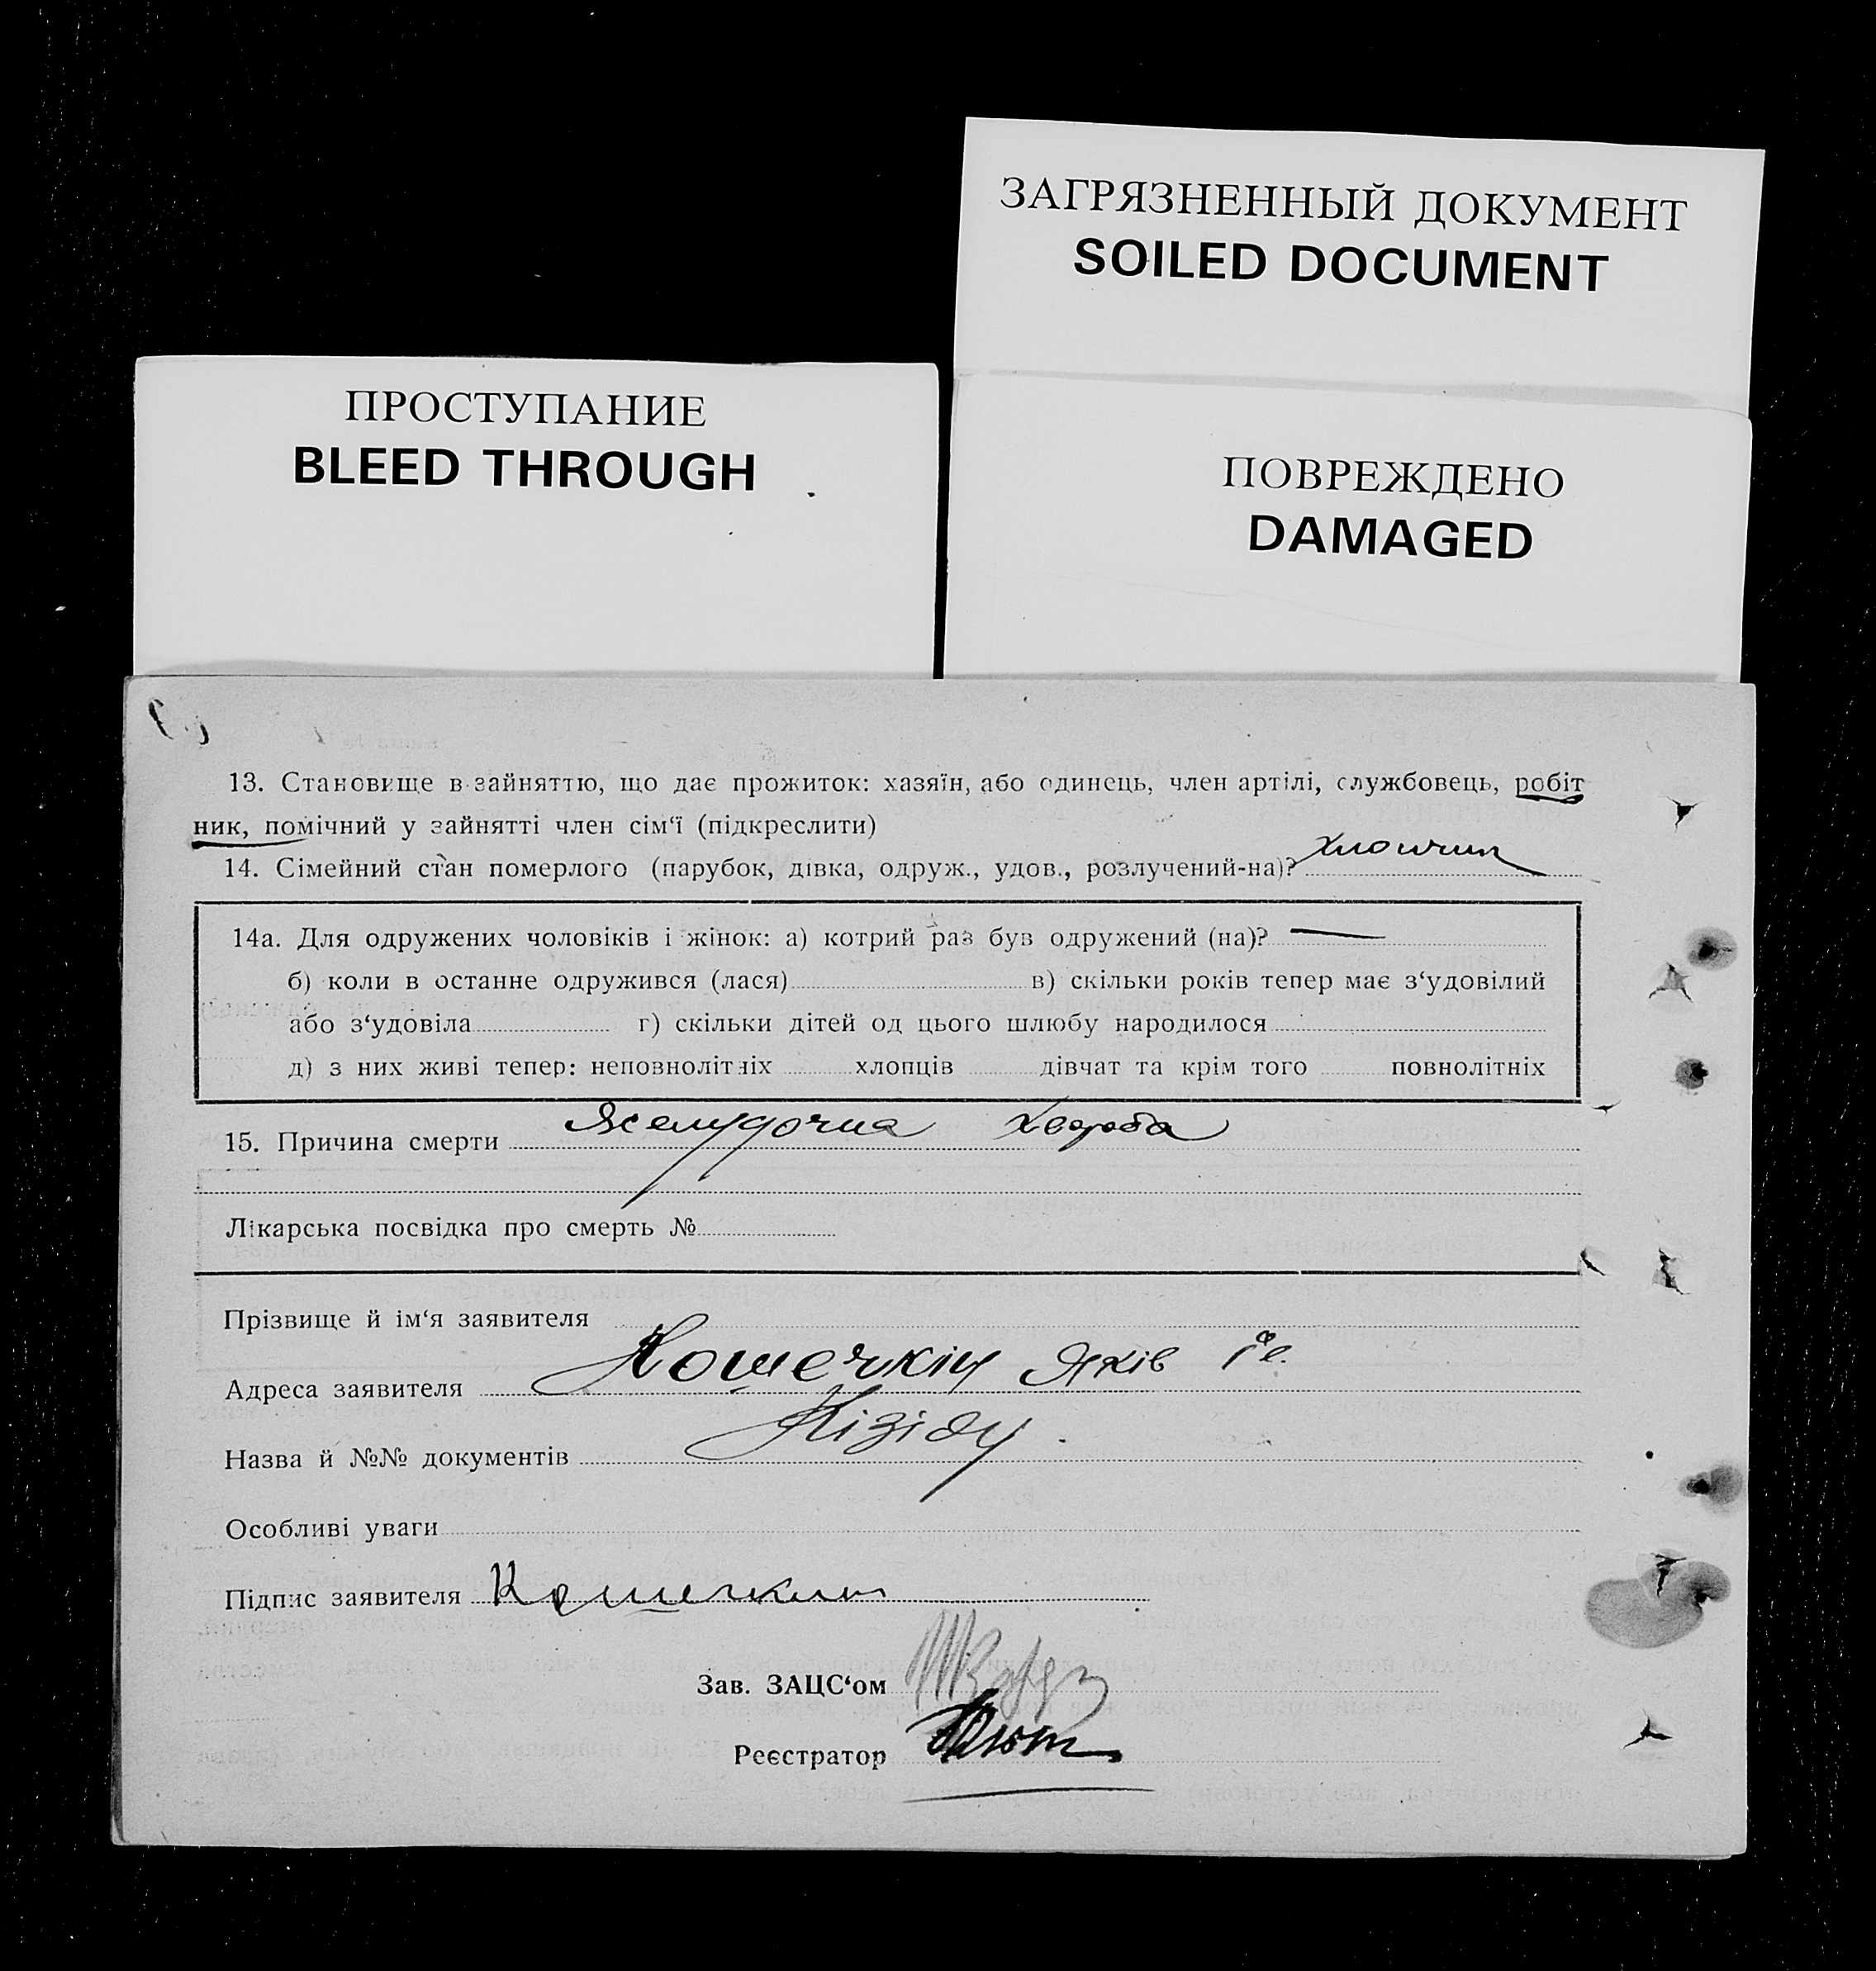 ЗАГРЯЗНЕННЫЙ ДОКУМЕНТ
SOILED DOCUMENT
ПРОСТУПАНИЕ
BLEED THROUGH
ПОВРЕЖДЕНО
DAMAGED
13. Становище в зайняттю, що дає прожиток: хазяїн, або одинець, член артілі, службовець, робіт
ник, помічний у зайнятті член сім‘ї (підкреслити)
14. Сімейний стан померлого (парубок, дівка, одруж., удов., розлучений-на)? хлопчик
14а. Для одружених чоловіків і жінок: а) котрий раз був одружений (на)? —
б) коли в останне одружився (лася) в) скільки років тепер має з‘удовілий
або з‘удовіла г) скільки дітей од цього шлюбу народилося
д) з них живі тепер: неповнолітніх хлопців дівчат та крім того повнолітніх
15. Причина смерти Желудочна хвороба
Лікарська посвідка про смерть №
Прізвище й ім‘я заявителя
Кошечкін Яків
Адреса заявителя
Назва й №№ документів
Особливі уваги
Підпис заявителя Кошечкин
Зав. ЗАЦС‘ом
Реєстратор